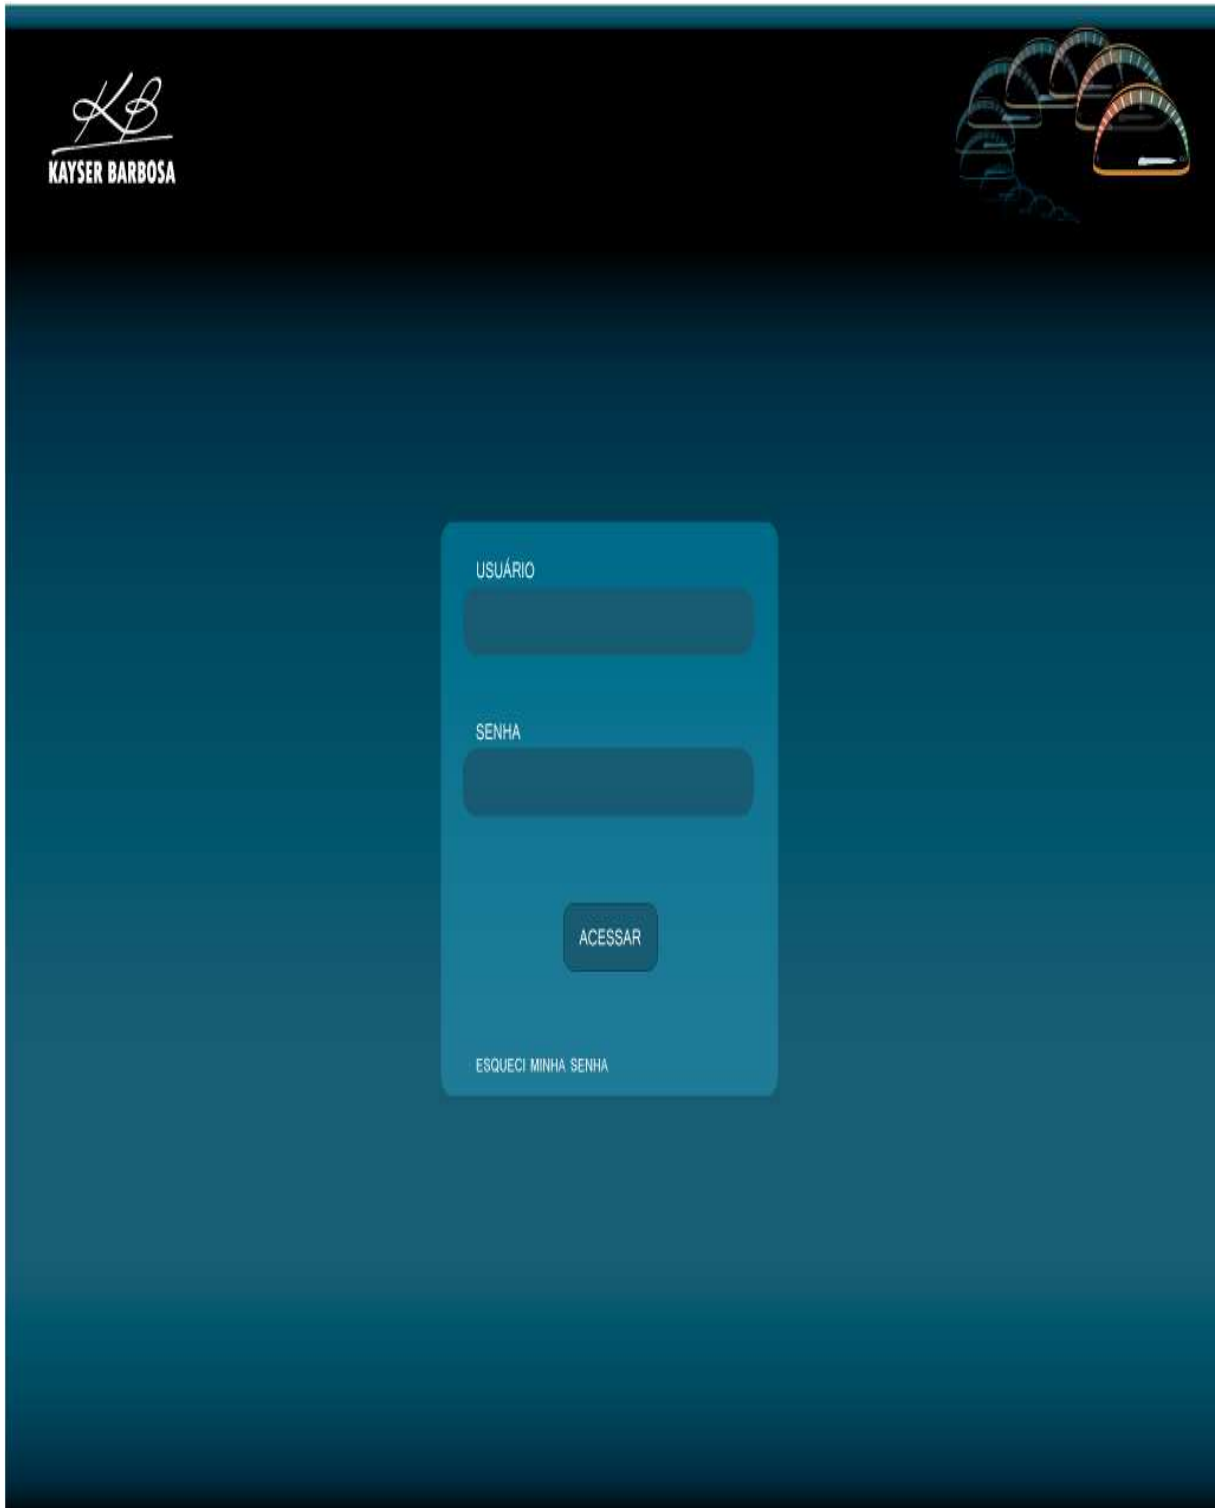 KB
KAYSER BARBOSA
USUÁRIO
SENHA
ACESSAR
ESQUECI MINHA SENHA